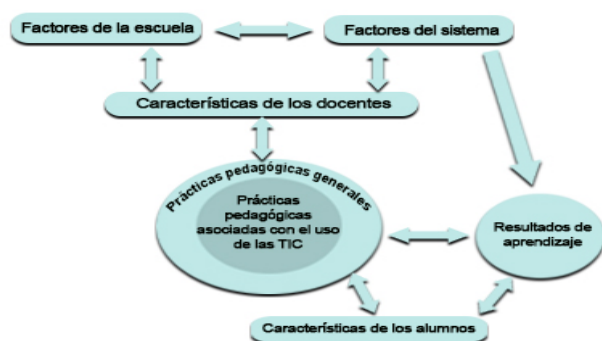 Factores de la escuela
Factores del sistema
Características de los docentes
Prácticas pedagógicas generales
Prácticas
pedagógicas
asociadas con el uso
de las TIC
Resultados de
aprendizaje
Características de los alumnos